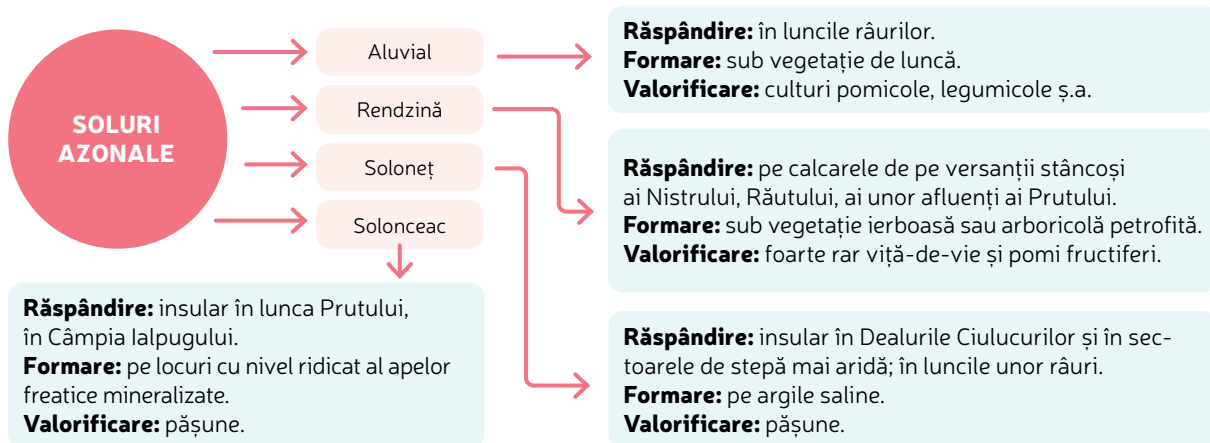 SOLURI
AZONALE
Aluvial
Rendzină
Soloneț
Solonceac
Răspândire: în luncile râurilor.
Formare: sub vegetație de luncă.
Valorificare: culturi pomicole, legumicole ș.a.
Răspândire: pe calcarele de pe versanții stâncoși
ai Nistrului, Răutului, ai unor afluenți ai Prutului.
Formare: sub vegetație ierboasă sau arboricolă petrofită.
Valorificare: foarte rar viță-de-vie și pomi fructiferi.
Răspândire: insular în Dealurile Ciulucurilor și în sec-
toarele de stepă mai aridă; în luncile unor râuri.
Formare: pe argile saline.
Valorificare: pășune.
Răspândire: insular în lunca Prutului,
în Câmpia Ialpugului.
Formare: pe locuri cu nivel ridicat al apelor
freatice mineralizate.
Valorificare: pășune.